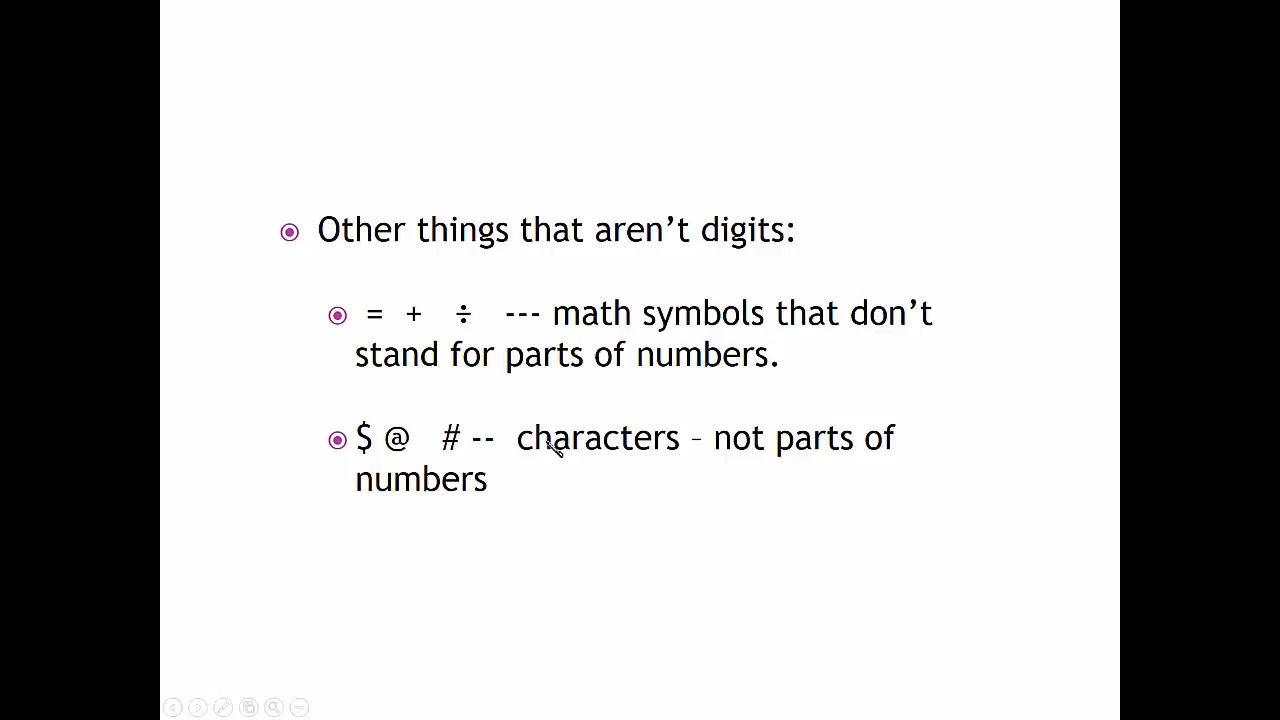 Other things that aren’t digits:
= + ÷ --- math symbols that don’t
stand for parts of numbers.
$ @ # -- characters – not parts of
numbers